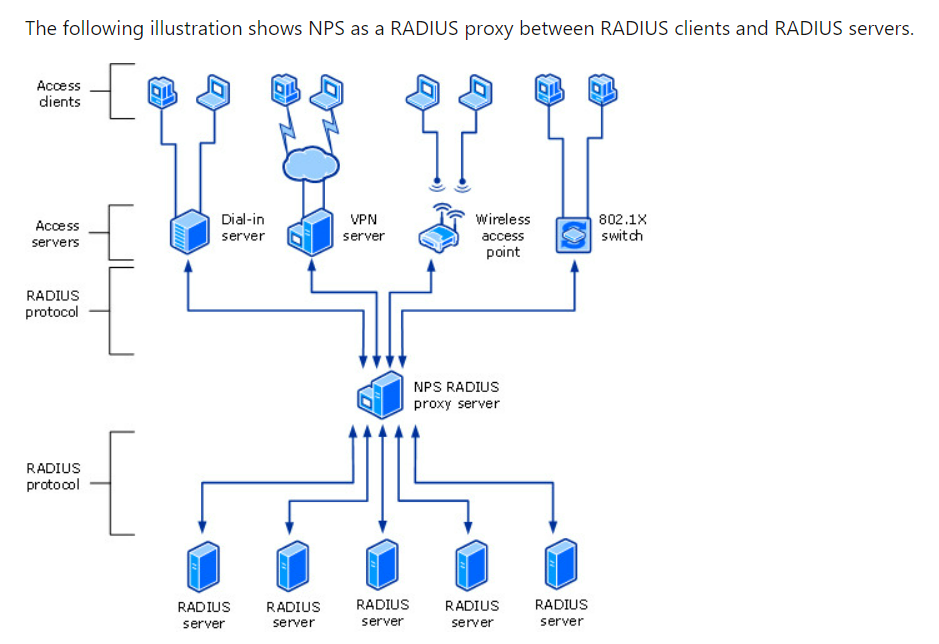 The following illustration shows NPS as a RADIUS proxy between RADIUS clients and RADIUS servers.
Access
clients
Access
servers
Dial-in
server
VPN
server
Wireless
access
point
802.1X
switch
RADIUS
protocol
NPS RADIUS
proxy server
RADIUS
protocol
RADIUS
server
RADIUS
server
RADIUS
server
RADIUS
server
RADIUS
server